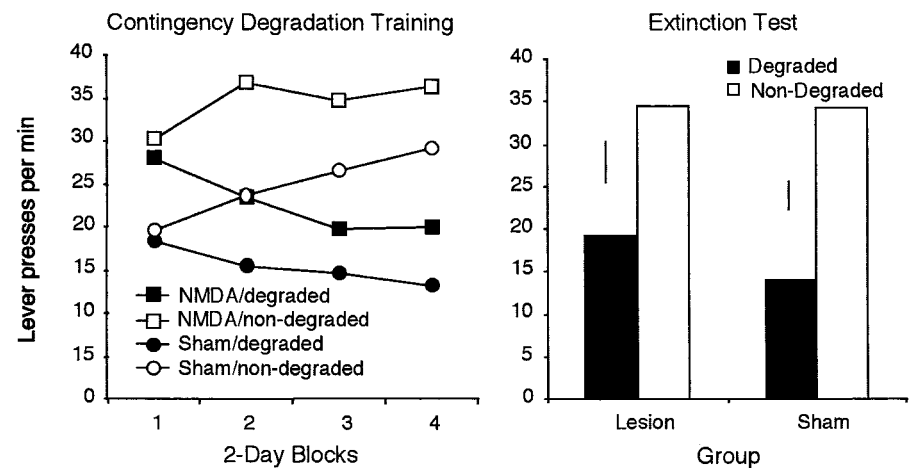 Contingency Degradation Training
Lever presses per min
40
35
30
25
20
15
10
15
0
NMDA/degraded
NMDA/non-degraded
Sham/degraded
Sham/non-degraded
1 2 3 4
2-Day Blocks
Extinction Test
40
35
30
25
20
15
10
5
0
Degraded
Non-Degraded
Lesion Sham
Group